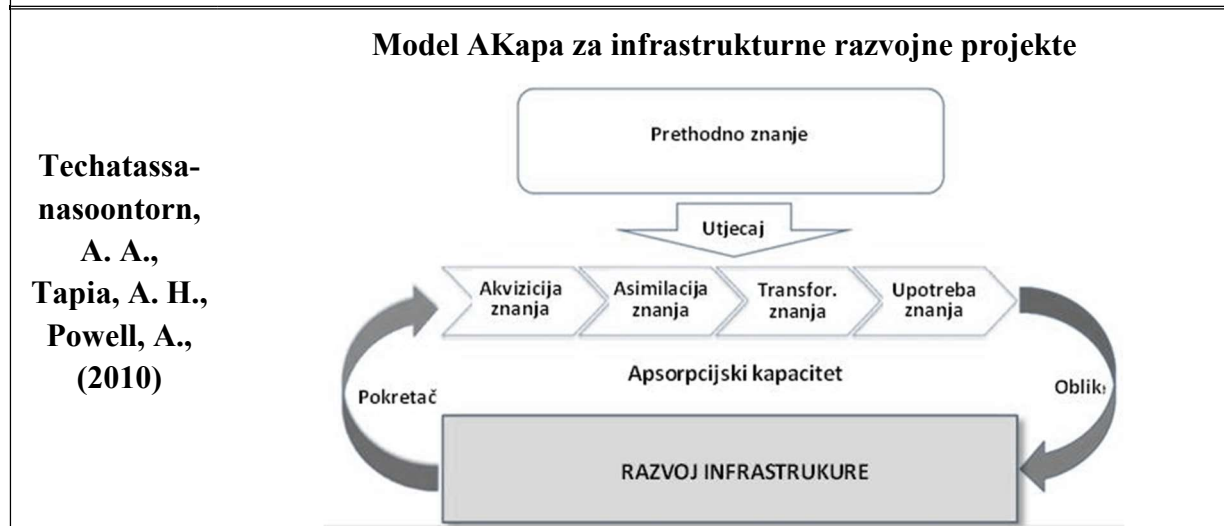 Model AKapa za infrastrukturne razvojne projekte
Techatassa-
nasoontorn,
A. A.,
Tapia, A. H.,
Powell, A.,
(2010)
Prethodno znanje
Utjecaj
Akvizicija
znanja
Asimilacija
znanja
Transfor.
znanja
Upotreba
znanja
Apsorpcijski kapacitet
Pokretač
RAZVOJ INFRASTRUKURE